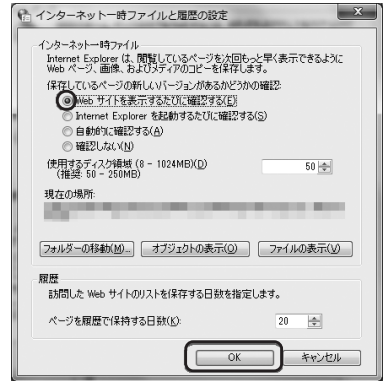 インターネット一時ファイルと履歴の設定
インターネット一時ファイル
Internet Explorer は、閲覧しているページを次回もっと早く表示できるように
Web ページ、画像、およびメディアのコピーを保存します。
保存しているページの新しいバージョンがあるかどうかの確認:
Web サイトを表示するたびに確認する(E)
Internet Explorer を起動するたびに確認する(S)
自動的に確認する(A)
確認しない(N)
使用するディスク領域 (8 - 1024MB)(D) 50
(推奨: 50 - 250MB)
現在の場所:
フォルダーの移動(M)... オブジェクトの表示(O) ファイルの表示(V)
履歴
訪問した Web サイトのリストを保存する日数を指定します。
ページを履歴で保持する日数(K): 20
OK キャンセル